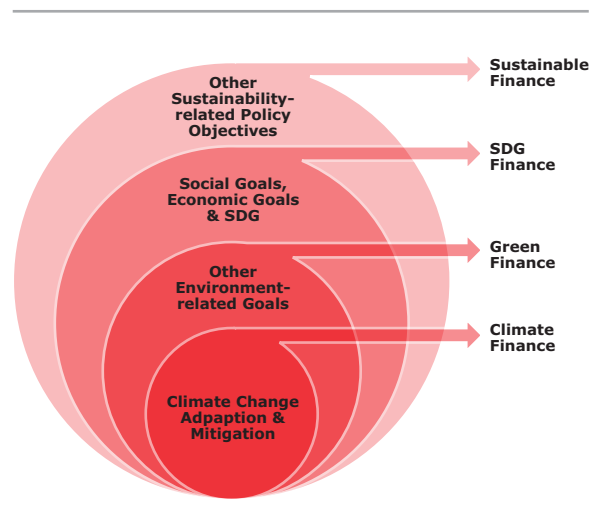 Other
Sustainability-
related Policy
Objectives
Sustainable
Finance
Social Goals,
Economic Goals
& SDG
SDG
Finance
Other
Environment-
related Goals
Green
Finance
Climate Change
Adpaption &
Mitigation
Climate
Finance